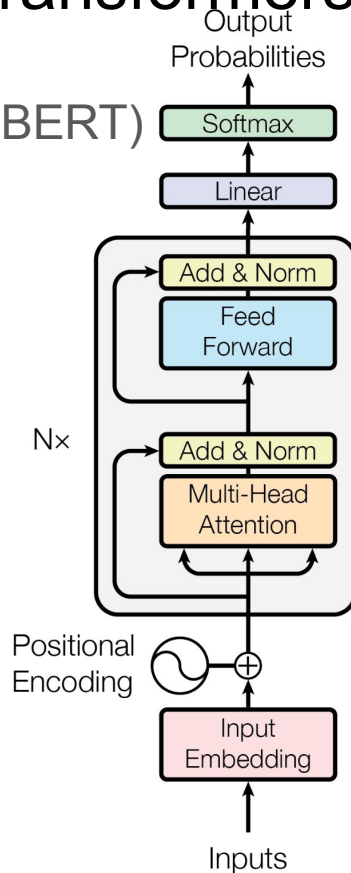 Transformers
Output
Probabilities
BERT)
Softmax
Linear
Add & Norm
Feed
Forward
Nx
Add & Norm
Multi-Head
Attention
Positional
Encoding
Input
Embedding
Inputs